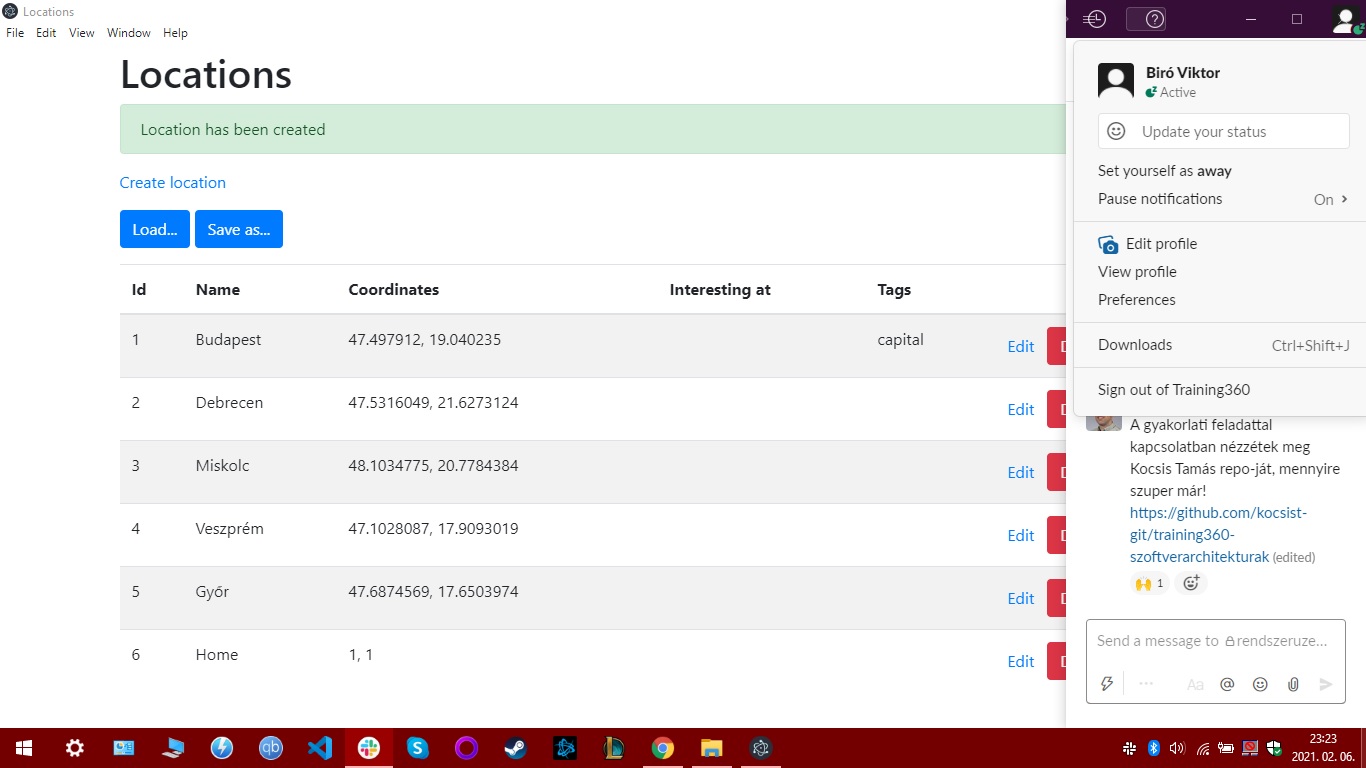 Locations
File Edit View Window Help
Locations
Location has been created
Create location
Load... Save as...
Id Name Coordinates Interesting at Tags
1 Budapest 47.497912, 19.040235 capital Edit
2 Debrecen 47.5316049, 21.6273124 Edit
3 Miskolc 48.1034775, 20.7784384 Edit
4 Veszprém 47.1028087, 17.9093019 Edit
5 Győr 47.6874569, 17.6503974 Edit
6 Home 1, 1 Edit
Biró Viktor
Active
Update your status
Set yourself as away
Pause notifications On
Edit profile
View profile
Preferences
Downloads Ctrl+Shift+J
Sign out of Training360
A gyakorlati feladattal
kapcsolatban nézzétek meg
Kocsis Tamás repo-ját, mennyire
szuper már!
https://github.com/kocsist-
git/training360-
szoftverarchitekturak (edited)
1
Send a message to rendszeruze...
Aa
qb
23:23
2021. 02. 06.